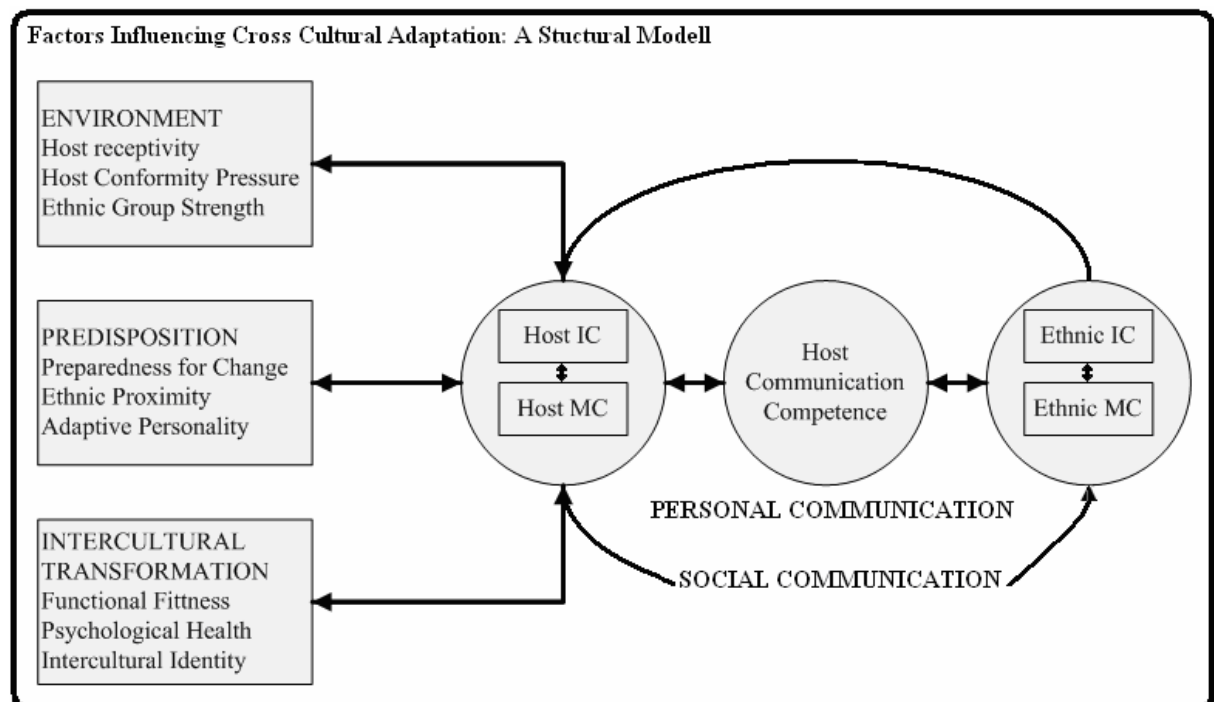 Factors Influencing Cross Cultural Adaptation: A Stuctural Modell
ENVIRONMENT
Host receptivity
Host Conformity Pressure
Ethnic Group Strength
PREDISPOSITION
Preparedness for Change
Ethnic Proximity
Adaptive Personality
INTERCULTURAL
TRANSFORMATION
Functional Fittness
Psychological Health
Intercultural Identity
Host IC
Host MC
Host
Communication
Competence
Ethnic IC
Ethnic MC
PERSONAL COMMUNICATION
SOCIAL COMMUNICATION